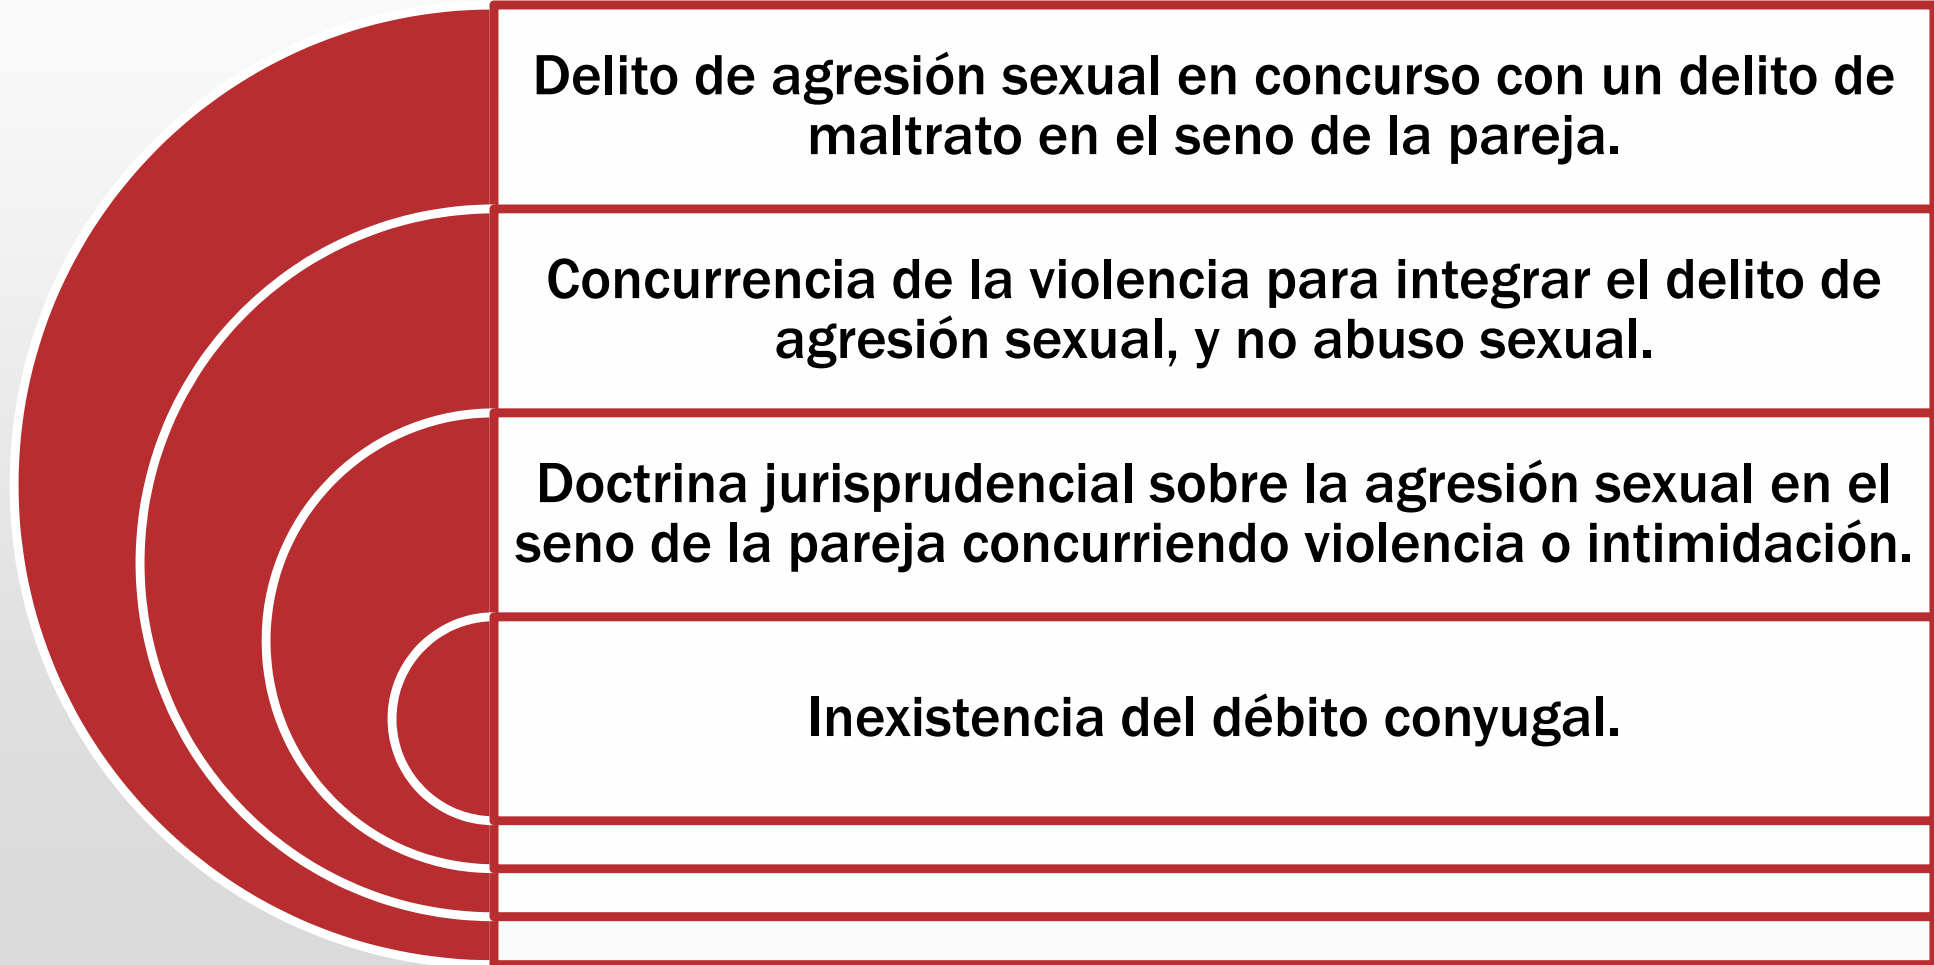 Delito de agresión sexual en concurso con un delito de
maltrato en el seno de la pareja.
Concurrencia de la violencia para integrar el delito de
agresión sexual, y no abuso sexual.
Doctrina jurisprudencial sobre la agresión sexual en el
seno de la pareja concurriendo violencia o intimidación.
Inexistencia del débito conyugal.